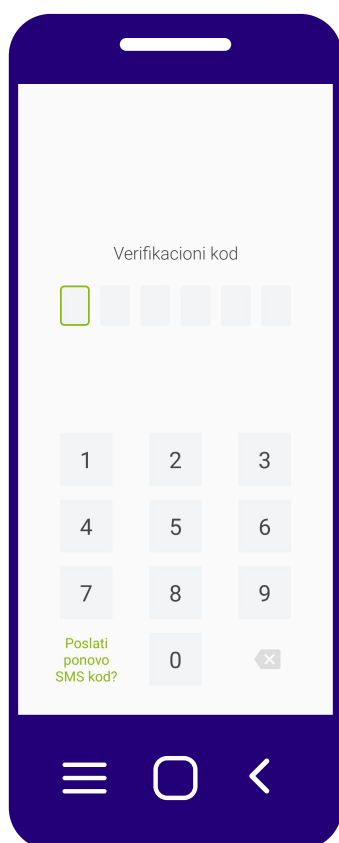 Verifikacioni kod
1 2 3
4 5 6
7 8 9
Poslati
ponovo
SMS kod?
0